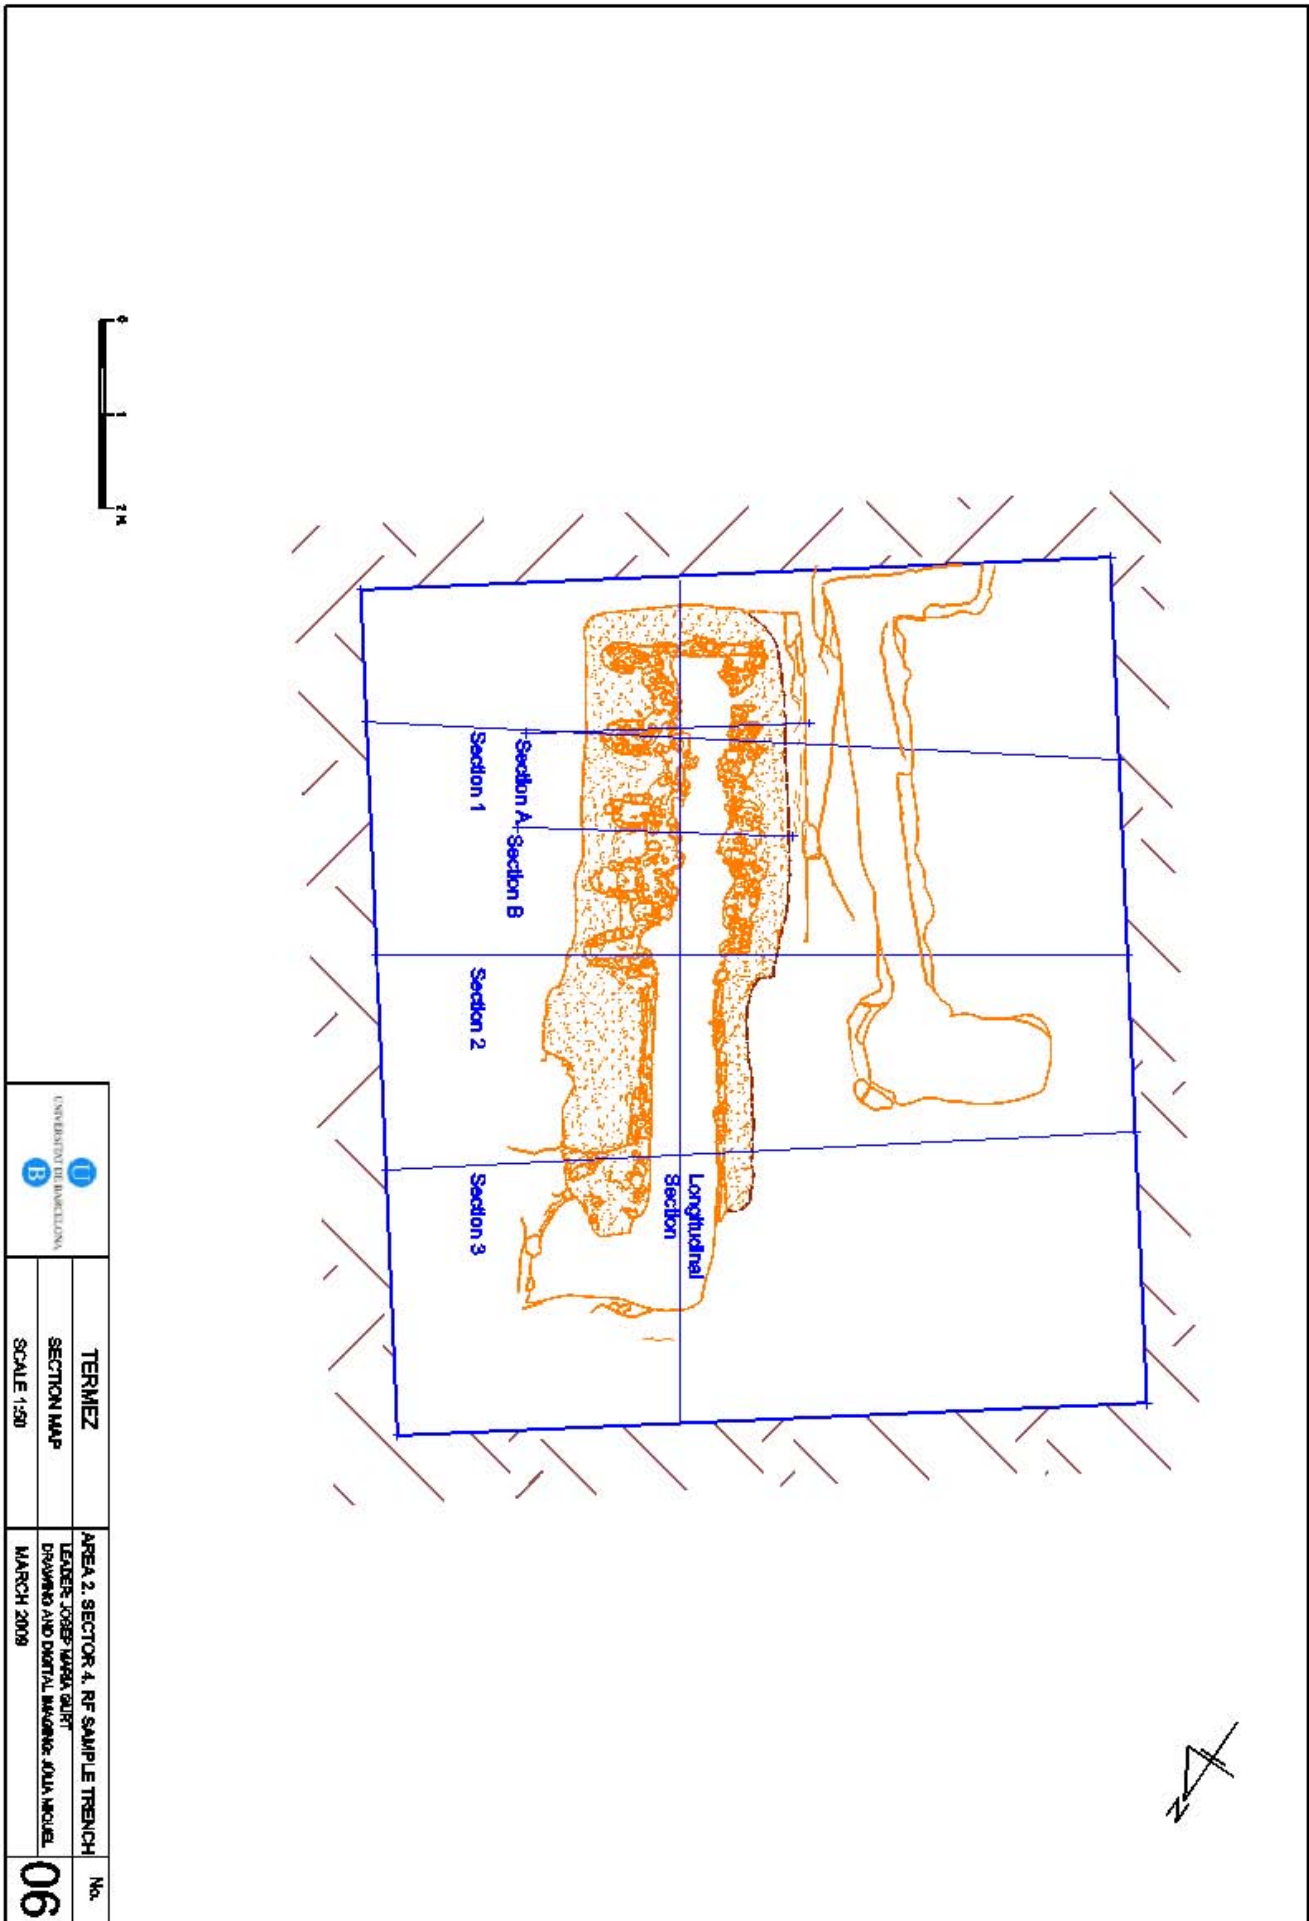 0 1 2 M.
Section 1
Section A
Section B
Section 2
Section 3
Longitudinal
Section
N
UNIVERSITAT DE BARCELONA
U
B
TERMEZ
SECTION MAP
SCALE 1:50
AREA 2. SECTOR 4. RF SAMPLE TRENCH
LEADER: JOSEP MARIA GURT
DRAWING AND DIGITAL IMAGING: JÚLIA MIQUEL
MARCH 2009
No.
06